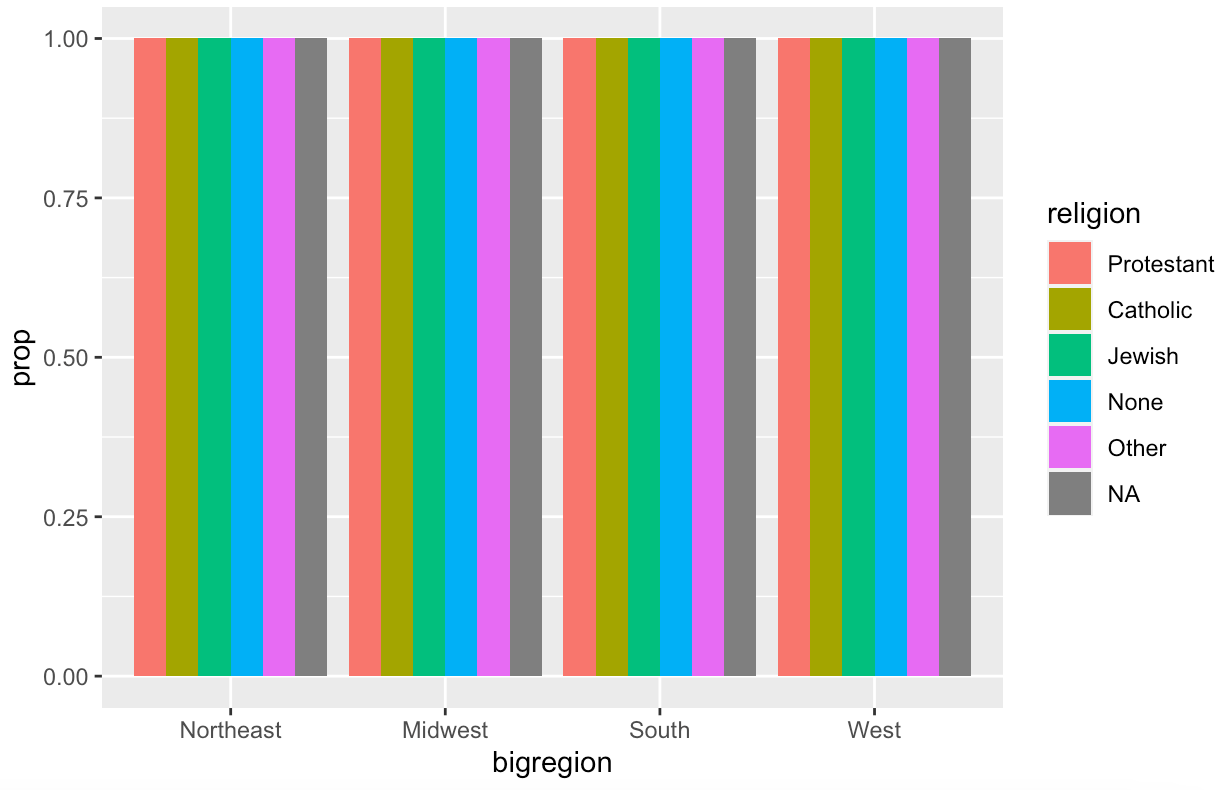 1.00
0.75
0.50
0.25
0.00
prop
Northeast
Midwest
South
West
bigregion
religion
Protestant
Catholic
Jewish
None
Other
NA